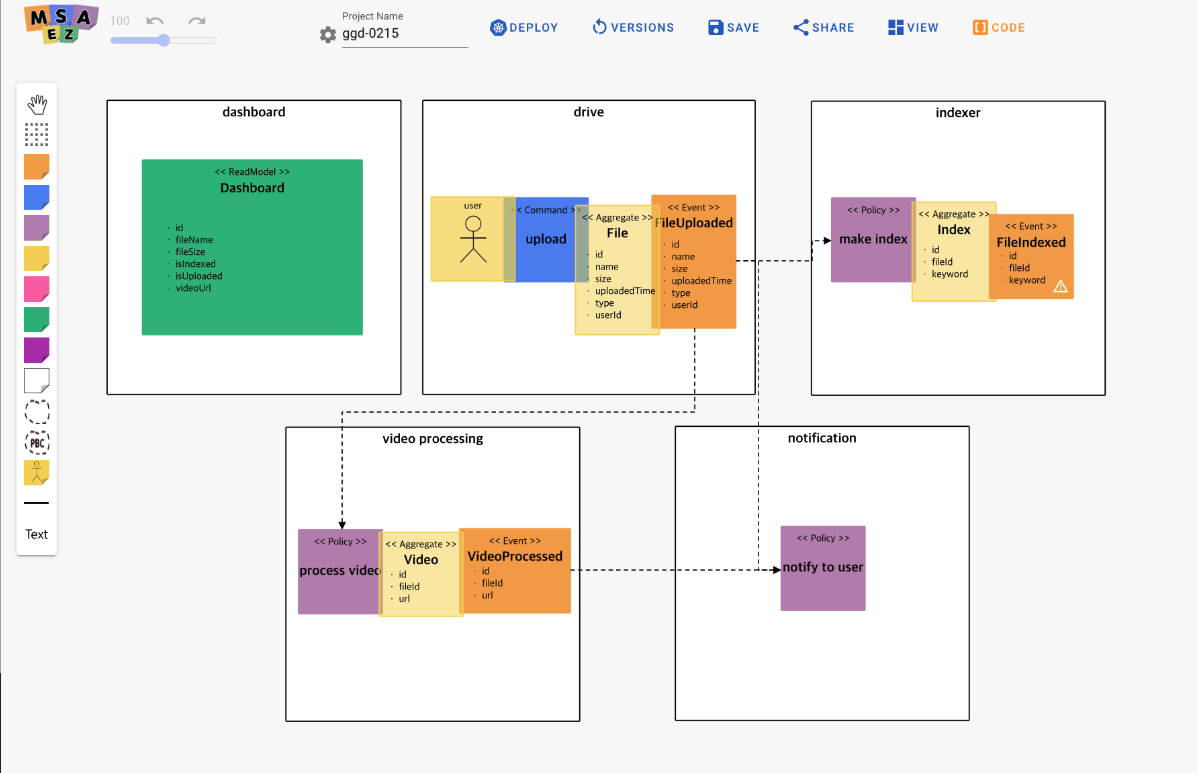 MSA
EZ
100
Project Name
ggd-0215
DEPLOY
VERSIONS
SAVE
SHARE
VIEW
CODE
PBC
Text
dashboard
<< ReadModel >>
Dashboard
· id
· fileName
· fileSize
· isIndexed
· isUploaded
· videoUrl
drive
user
< Command >>
upload
<< Aggregate >>
File
· id
· name
· size
· uploadedTime
· type
· userId
<< Event >>
FileUploaded
· id
· name
· size
· uploadedTime
· type
· userId
indexer
<< Policy >>
make index
<< Aggregate >>
Index
· id
· fileId
· keyword
<< Event >>
FileIndexed
· id
· fileId
· keyword
video processing
<< Policy >>
process video
<< Aggregate >>
Video
· id
· fileId
· url
<< Event >>
VideoProcessed
· id
· fileId
· url
notification
<< Policy >>
notify to user